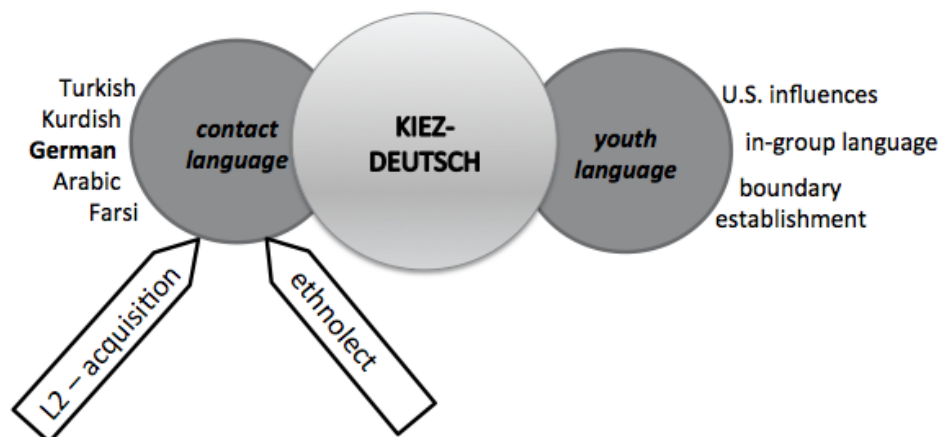 Turkish
Kurdish
German
Arabic
Farsi
contact
language
KIEZ-
DEUTSCH
youth
language
U.S. influences
in-group language
boundary
establishment
L2 – acquisition
ethnolect